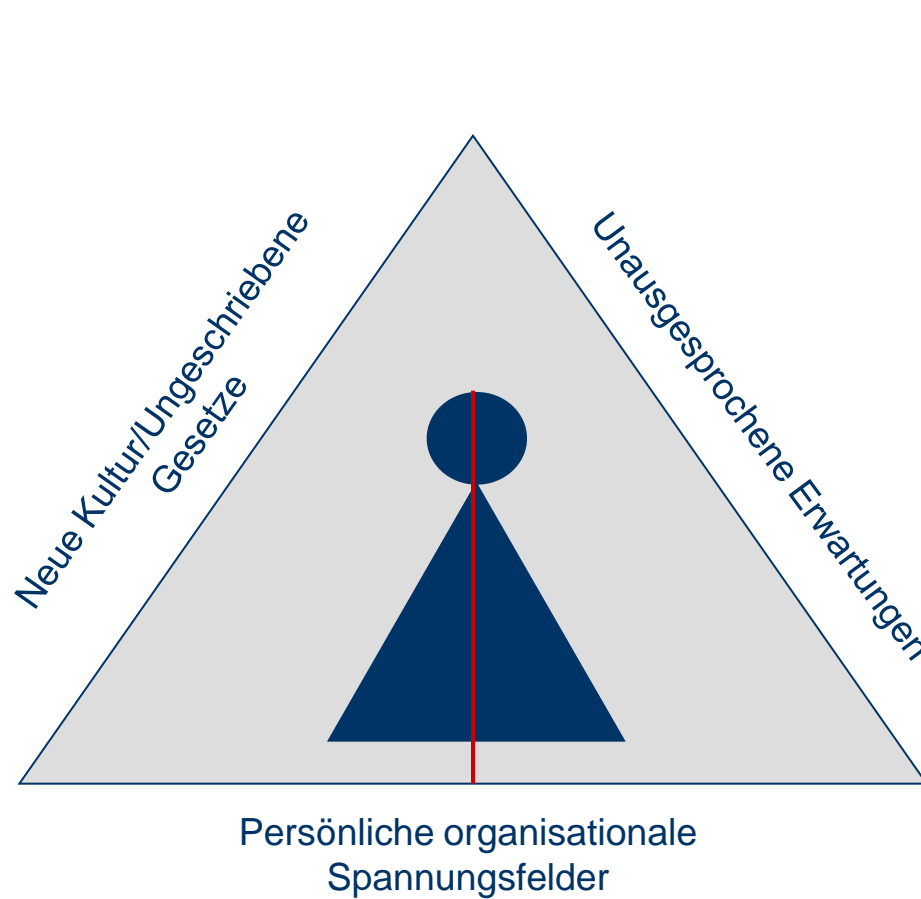 Neue Kultur/Ungeschriebene
Gesetze
Unausgesprochene Erwartungen
Persönliche organisationale
Spannungsfelder